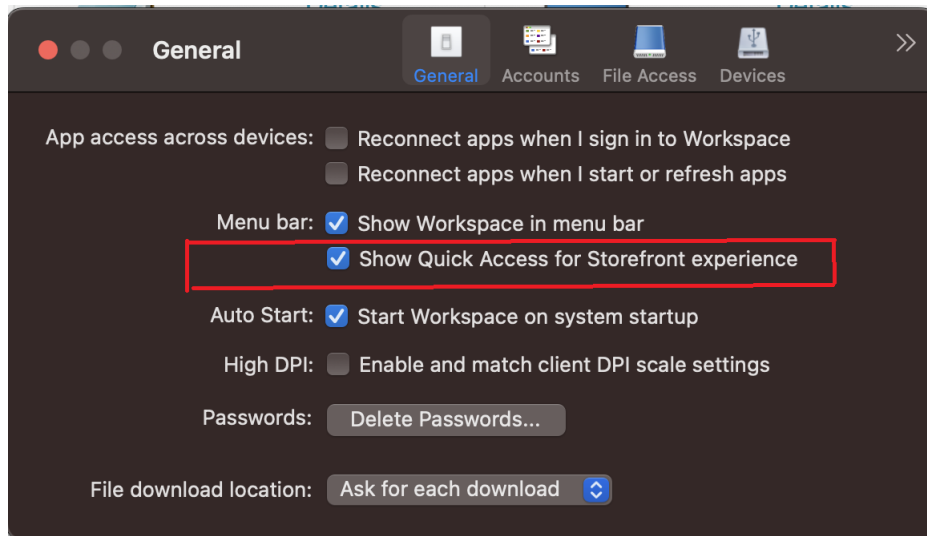 General
General
Accounts
File Access
Devices
App access across devices:
Reconnect apps when I sign in to Workspace
Reconnect apps when I start or refresh apps
Menu bar:
Show Workspace in menu bar
Show Quick Access for Storefront experience
Auto Start:
Start Workspace on system startup
High DPI:
Enable and match client DPI scale settings
Passwords:
Delete Passwords...
File download location:
Ask for each download